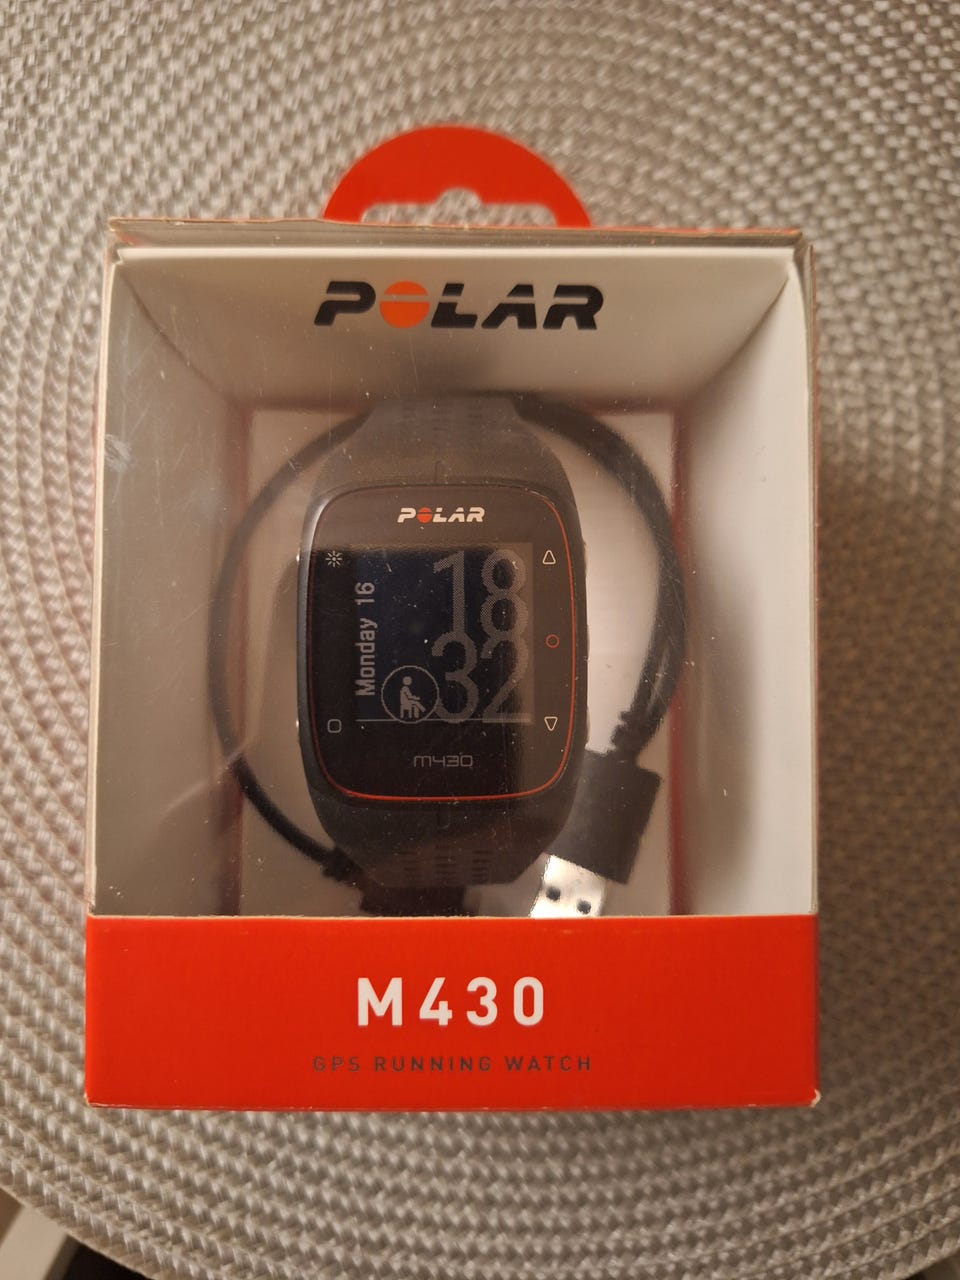 POLAR
POLAR
Monday 16
18
32
M430
M430
GPS RUNNING WATCH